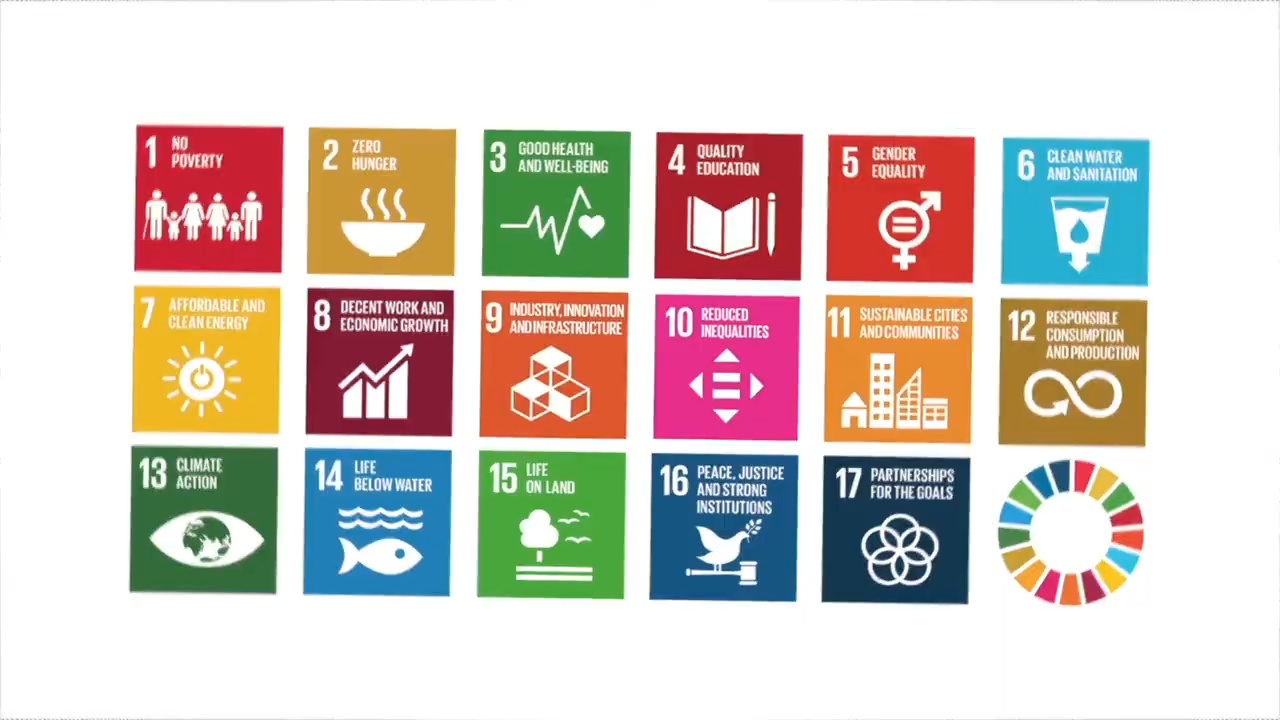 1 NO
POVERTY
2 ZERO
HUNGER
3 GOOD HEALTH
AND WELL-BEING
4 QUALITY
EDUCATION
5 GENDER
EQUALITY
6 CLEAN WATER
AND SANITATION
7 AFFORDABLE AND
CLEAN ENERGY
8 DECENT WORK AND
ECONOMIC GROWTH
9 INDUSTRY, INNOVATION
AND INFRASTRUCTURE
10 REDUCED
INEQUALITIES
11 SUSTAINABLE CITIES
AND COMMUNITIES
12 RESPONSIBLE
CONSUMPTION
AND PRODUCTION
13 CLIMATE
ACTION
14 LIFE
BELOW WATER
15 LIFE
ON LAND
16 PEACE, JUSTICE
AND STRONG
INSTITUTIONS
17 PARTNERSHIPS
FOR THE GOALS